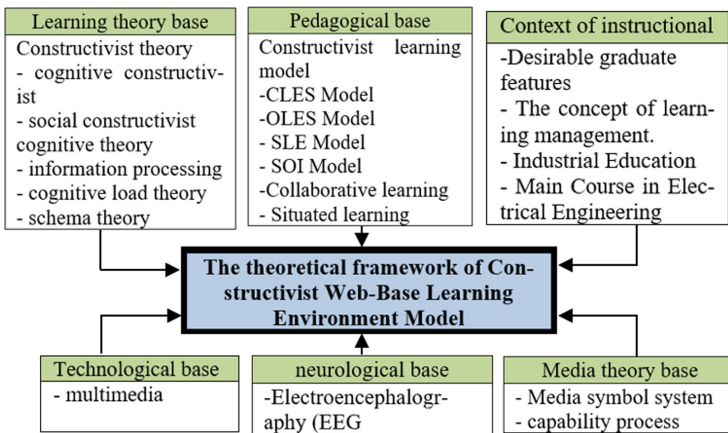 Learning theory base
Constructivist theory
- cognitive constructiv-
ist
- social constructivist
cognitive theory
- information processing
- cognitive load theory
- schema theory
Pedagogical base
Constructivist learning
model
-CLES Model
-OLES Model
- SLE Model
- SOI Model
-Collaborative learning
- Situated learning
Context of instructional
-Desirable graduate
features
- The concept of learn-
ing management.
- Industrial Education
- Main Course in Elec-
trical Engineering
The theoretical framework of Con-
structivist Web-Base Learning
Environment Model
Technological base
- multimedia
neurological base
-Electroencephalogr-
aphy (EEG
Media theory base
- Media symbol system
- capability process